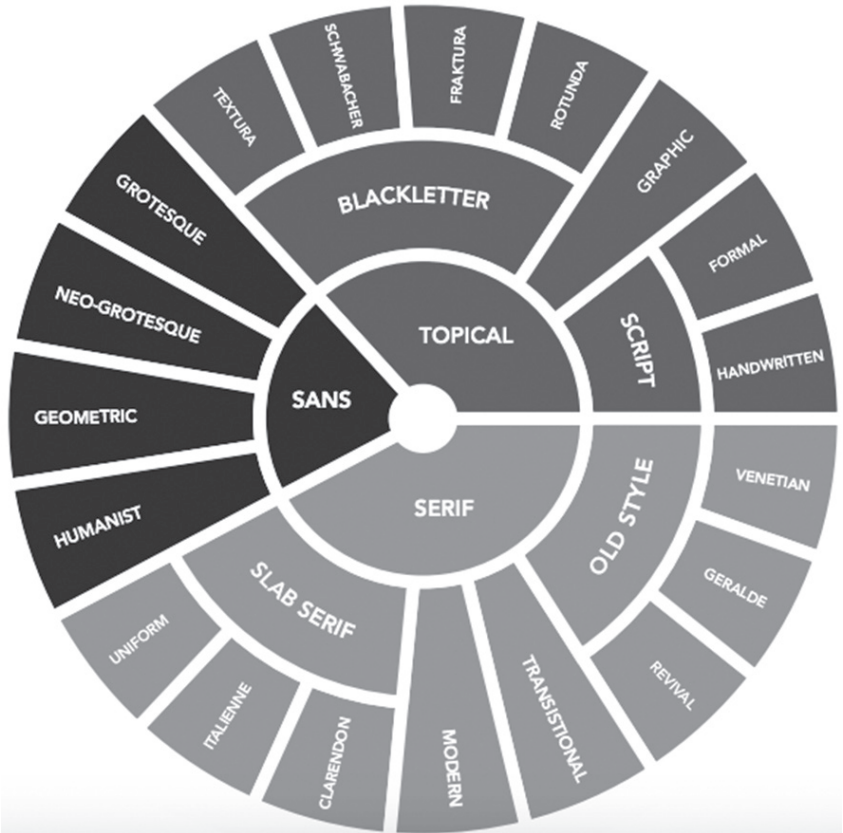 TEXTURA
SCHWABACHER
FRAKTURA
ROTUNDA
GRAPHIC
FORMAL
HANDWRITTEN
BLACKLETTER
SCRIPT
TOPICAL
GROTESQUE
NEO-GROTESQUE
GEOMETRIC
HUMANIST
SANS
SERIF
OLD STYLE
VENETIAN
GERALDE
REVIVAL
TRANSISTIONAL
MODERN
SLAB SERIF
CLARENDON
ITALIENNE
UNIFORM